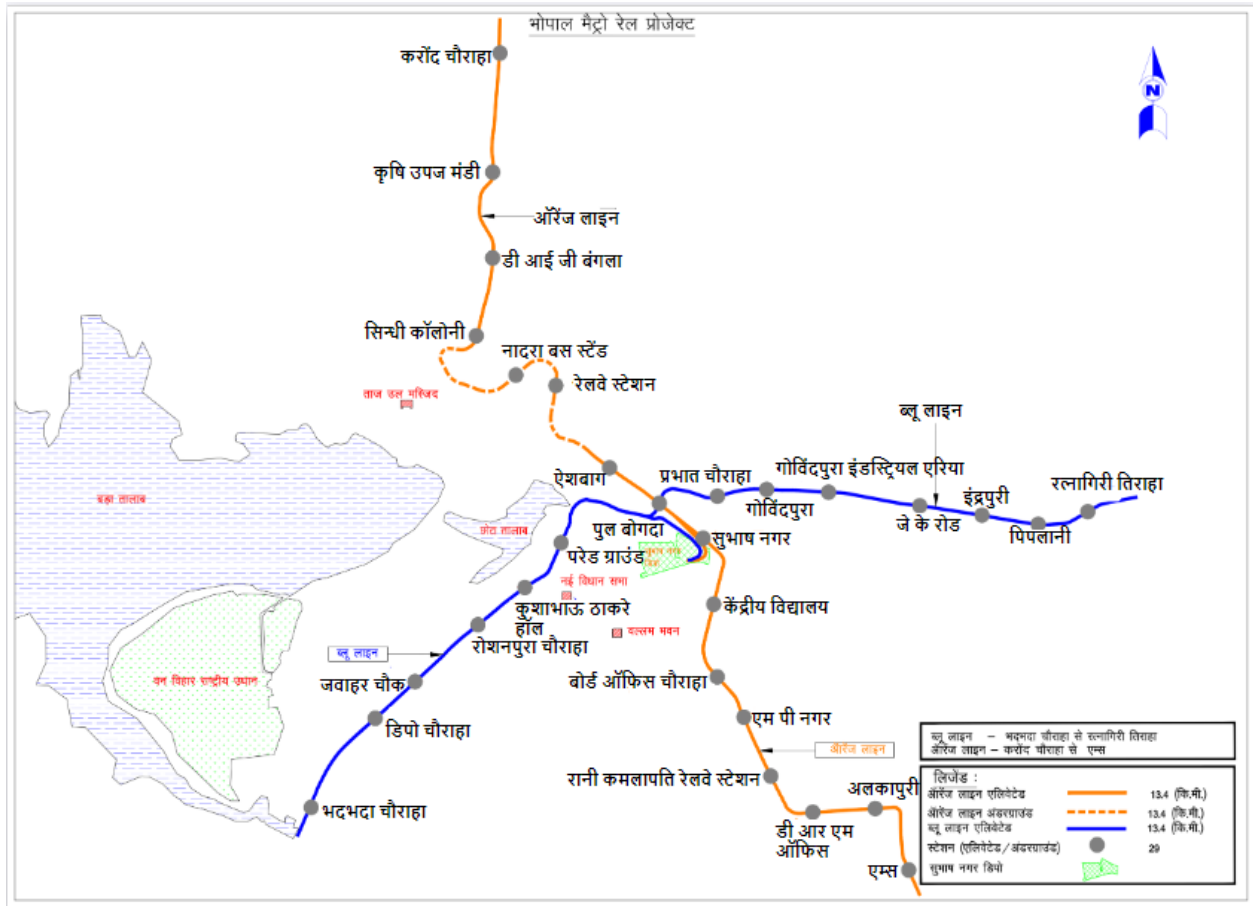 भोपाल मैट्रो रेल प्रोजेक्ट
करोंद चौराहा
N
कृषि उपज मंडी
ऑरेंज लाइन
डी आई जी बंगला
सिन्धी कॉलोनी
नादरा बस स्टेंड
रेलवे स्टेशन
ताज उल मस्जिद
ब्लू लाइन
ऐशबाग
प्रभात चौराहा
गोविंदपुरा इंडस्ट्रियल एरिया
रत्नागिरी तिराहा
बड़ा तालाब
गोविंदपुरा
इंद्रपुरी
जे के रोड
पिपलानी
छोटा तालाब
पुल बोगदा
सुभाष नगर
परेड ग्राउंड
सुभाष नगर
डिपो
नई विधान सभा
कुशाभाऊ ठाकरे
हॉल
केंद्रीय विद्यालय
वल्लभ भवन
रोशनपुरा चौराहा
ब्लू लाइन
वन विहार राष्ट्रीय उधान
जवाहर चौक
बोर्ड ऑफिस चौराहा
डिपो चौराहा
एम पी नगर
ऑरेंज लाइन
रानी कमलापति रेलवे स्टेशन
भदभदा चौराहा
अलकापुरी
डी आर एम
ऑफिस
एम्स
ब्लू लाइन – भद्भदा चौराहा से रत्नागिरी तिराहा
ऑरेंज लाइन – करोंद चौराहा से एम्स
लिजेंड :
ऑरेंज लाइन एलिवेटेड 13.4 (कि.मी.)
ऑरेंज लाइन अंडरग्राउंड 13.4 (कि.मी.)
ब्लू लाइन एलिवेटेड 13.4 (कि.मी.)
स्टेशन (एलिवेटेड/अंडरग्राउंड) 29
सुभाष नगर डिपो